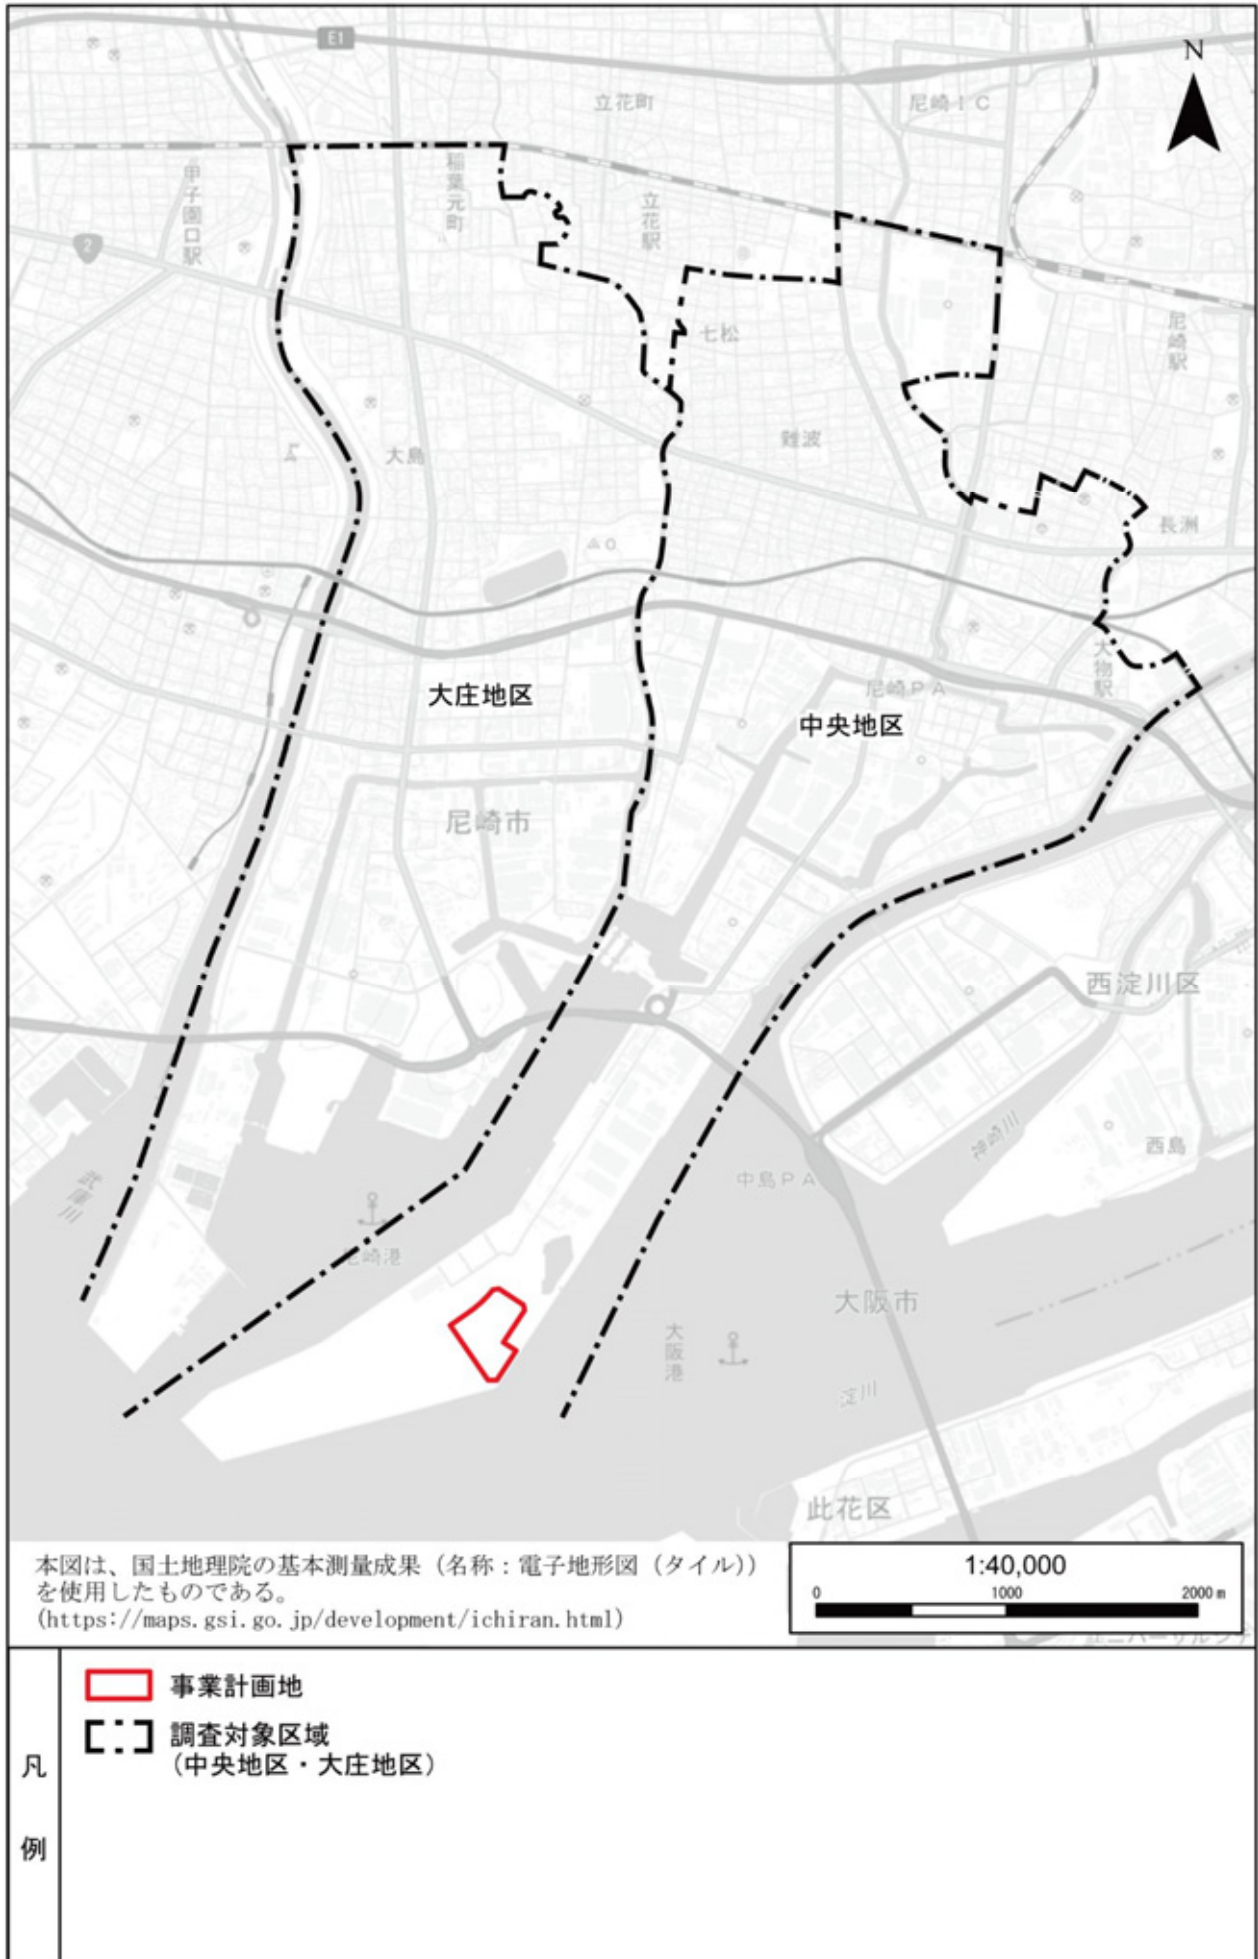 E1
N
立花町
尼崎IC
甲子園口駅
稲葉元町
立花駅
2
七松
尼崎駅
大島
難波
長洲
大物駅
大庄地区
尼崎PA
中央地区
尼崎市
西淀川区
神崎川
西島
武庫川
中島PA
尼崎港
大阪市
大阪港
淀川
此花区
本図は、国土地理院の基本測量成果(名称:電子地形図(タイル))
を使用したものである。
(https://maps.gsi.go.jp/development/ichiran.html)
1:40,000
0 1000 2000 m
凡例
事業計画地
調査対象区域
(中央地区・大庄地区)